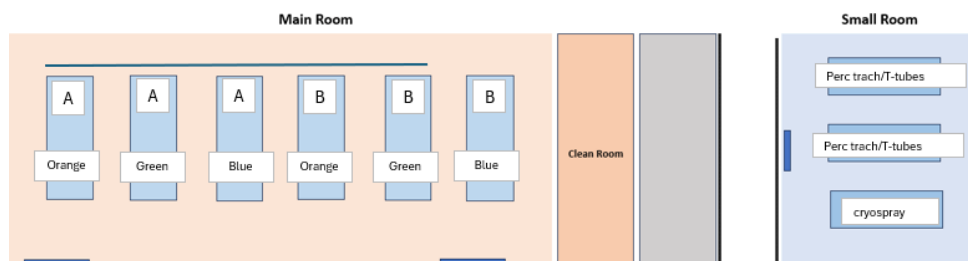 Main Room
Small Room
A
A
A
B
B
B
Orange
Green
Blue
Orange
Green
Blue
Clean Room
Perc trach/T-tubes
Perc trach/T-tubes
cryospray